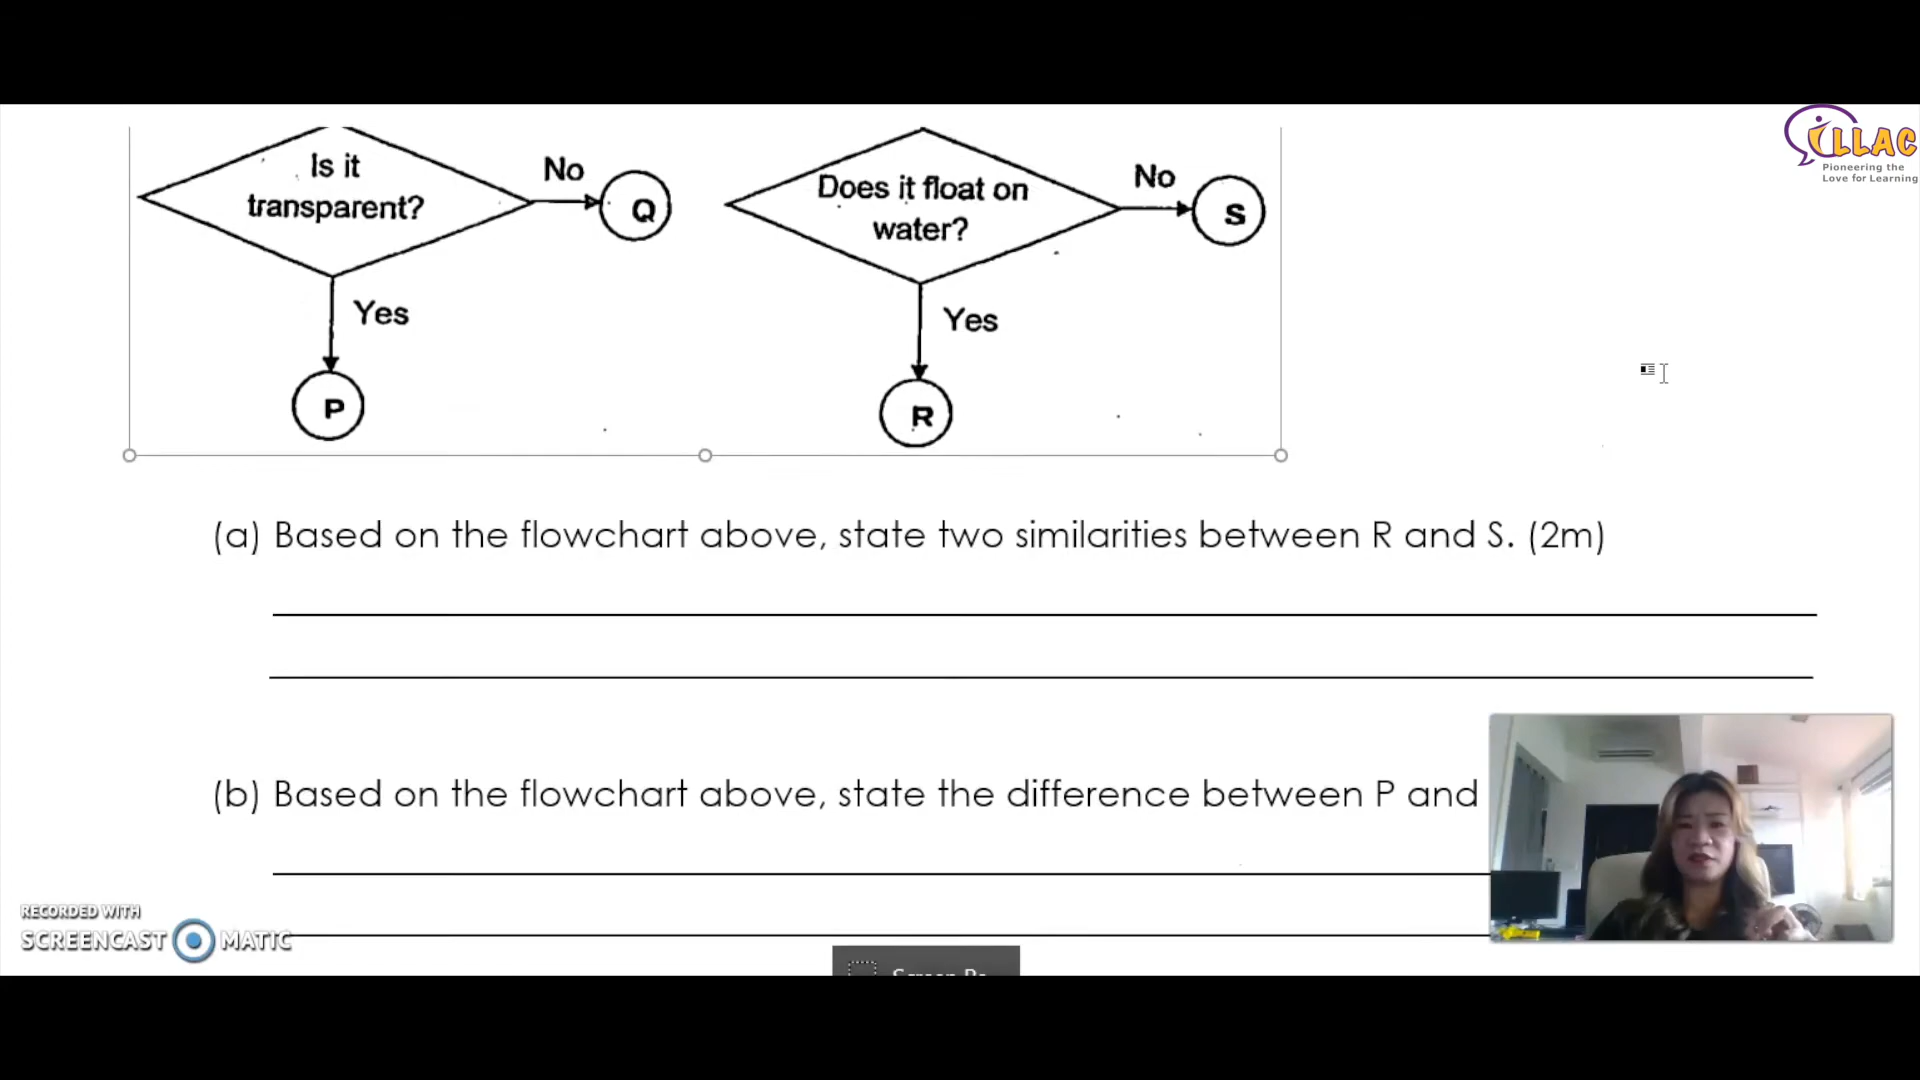 iLLAC
Pioneering the
Love for Learning
Is it
transparent?
No
Q
Yes
P
Does it float on
water?
No
S
Yes
R
(a) Based on the flowchart above, state two similarities between R and S. (2m)
(b) Based on the flowchart above, state the difference between P and
RECORDED WITH
SCREENCAST MATIC